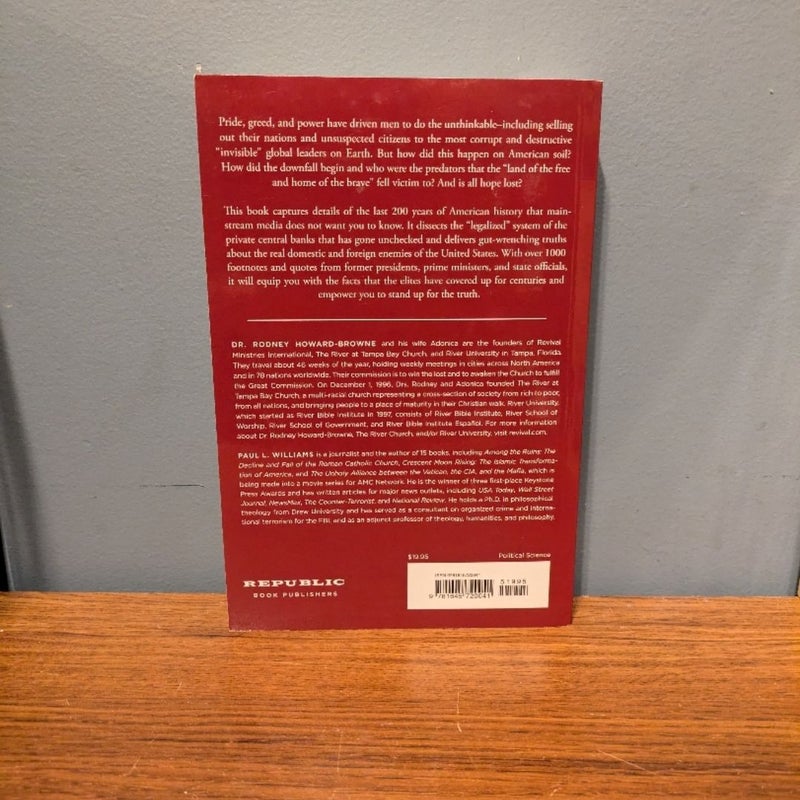 Pride, greed, and power have driven men to do the unthinkable–including selling
out their nations and unsuspected citizens to the most corrupt and destructive
"invisible" global leaders on Earth. But how did this happen on American soil?
How did the downfall begin and who were the predators that the "land of the free
and home of the brave" fell victim to? And is all hope lost?
This book captures details of the last 200 years of American history that main-
stream media does not want you to know. It dissects the "legalized" system of the
private central banks that has gone unchecked and delivers gut-wrenching truths
about the real domestic and foreign enemies of the United States. With over 1000
footnotes and quotes from former presidents, prime ministers, and state officials,
it will equip you with the facts that the elites have covered up for centuries and
empower you to stand up for the truth.
DR. RODNEY HOWARD-BROWNE and his wife Adonica are the founders of Revival
Ministries International, The River at Tampa Bay Church, and River University in Tampa, Florida.
They travel about 46 weeks of the year, holding weekly meetings in cities across North America
and in 78 nations worldwide. Their commission is to win the lost and to awaken the Church to fulfill
the Great Commission. On December 1, 1996, Drs. Rodney and Adonica founded The River at
Tampa Bay Church, a multi-racial church representing a cross-section of society from rich to poor,
from all nations, and bringing people to a place of maturity in their Christian walk. River University,
which started as River Bible Institute in 1997, consists of River Bible Institute, River School of
Worship, River School of Government, and River Bible Institute Español. For more information
about Dr. Rodney Howard-Browne, The River Church, and/or River University, visit revival.com.
PAUL L. WILLIAMS is a journalist and the author of 15 books, including Among the Ruins: The
Decline and Fall of the Roman Catholic Church, Crescent Moon Rising: The Islamic Transforma-
tion of America, and The Unholy Alliance between the Vatican, the CIA, and the Mafia, which is
being made into a movie series for AMC Network. He is the winner of three first-place Keystone
Press Awards and has written articles for major news outlets, including USA Today, Wall Street
Journal, NewsMax, The Counter-Terrorist, and National Review. He holds a Ph.D. in philosophical
theology from Drew University and has served as a consultant on organized crime and interna-
tional terrorism for the FBI, and as an adjunct professor of theology, humanities, and philosophy.
$19.95 Political Science
51995
9 781645 720041
REPUBLIC
BOOK PUBLISHERS